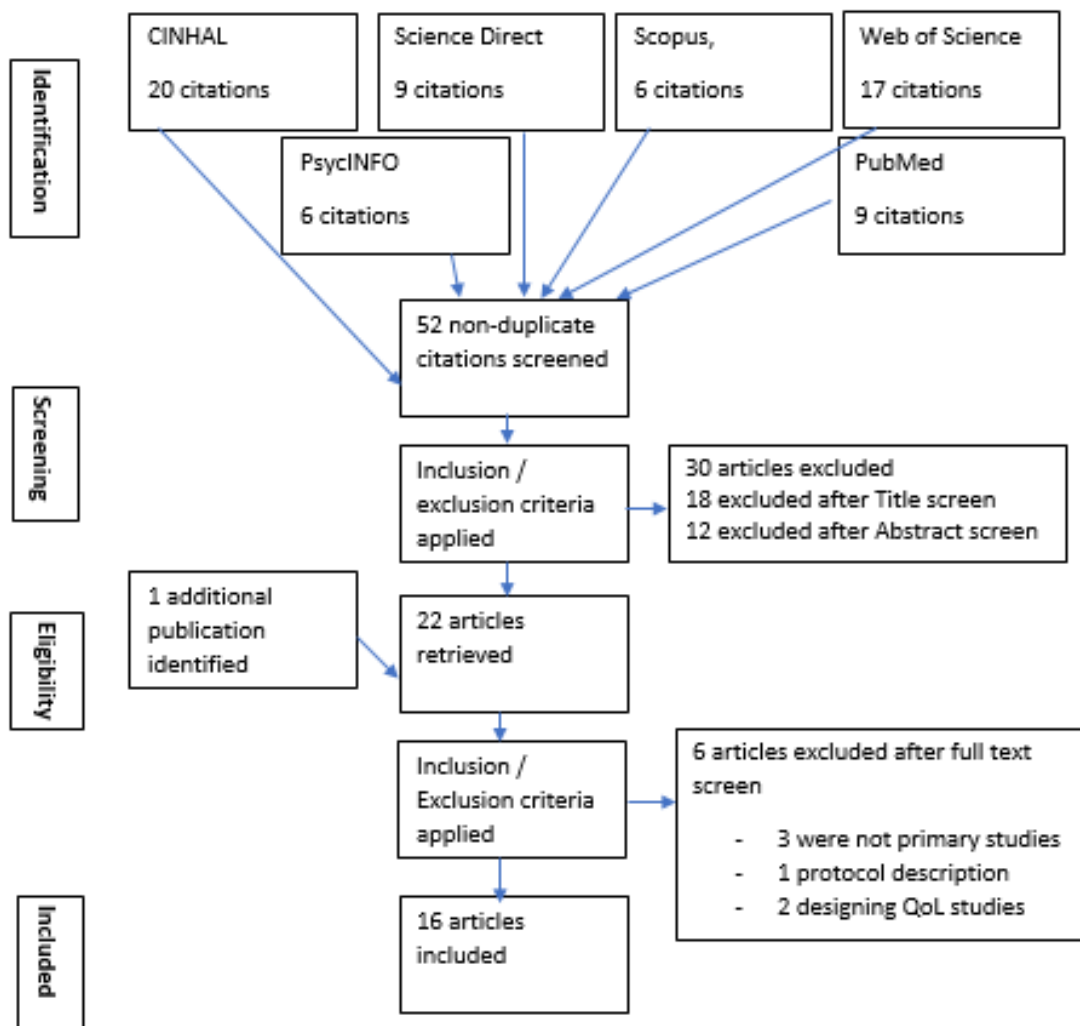 Identification
CINHAL
20 citations
Science Direct
9 citations
Scopus,
6 citations
Web of Science
17 citations
PsycINFO
6 citations
PubMed
9 citations
52 non-duplicate
citations screened
Screening
Inclusion /
exclusion criteria
applied
30 articles excluded
18 excluded after Title screen
12 excluded after Abstract screen
Eligibility
1 additional
publication
identified
22 articles
retrieved
Inclusion /
Exclusion criteria
applied
6 articles excluded after full text
screen
- 3 were not primary studies
- 1 protocol description
- 2 designing QoL studies
Included
16 articles
included